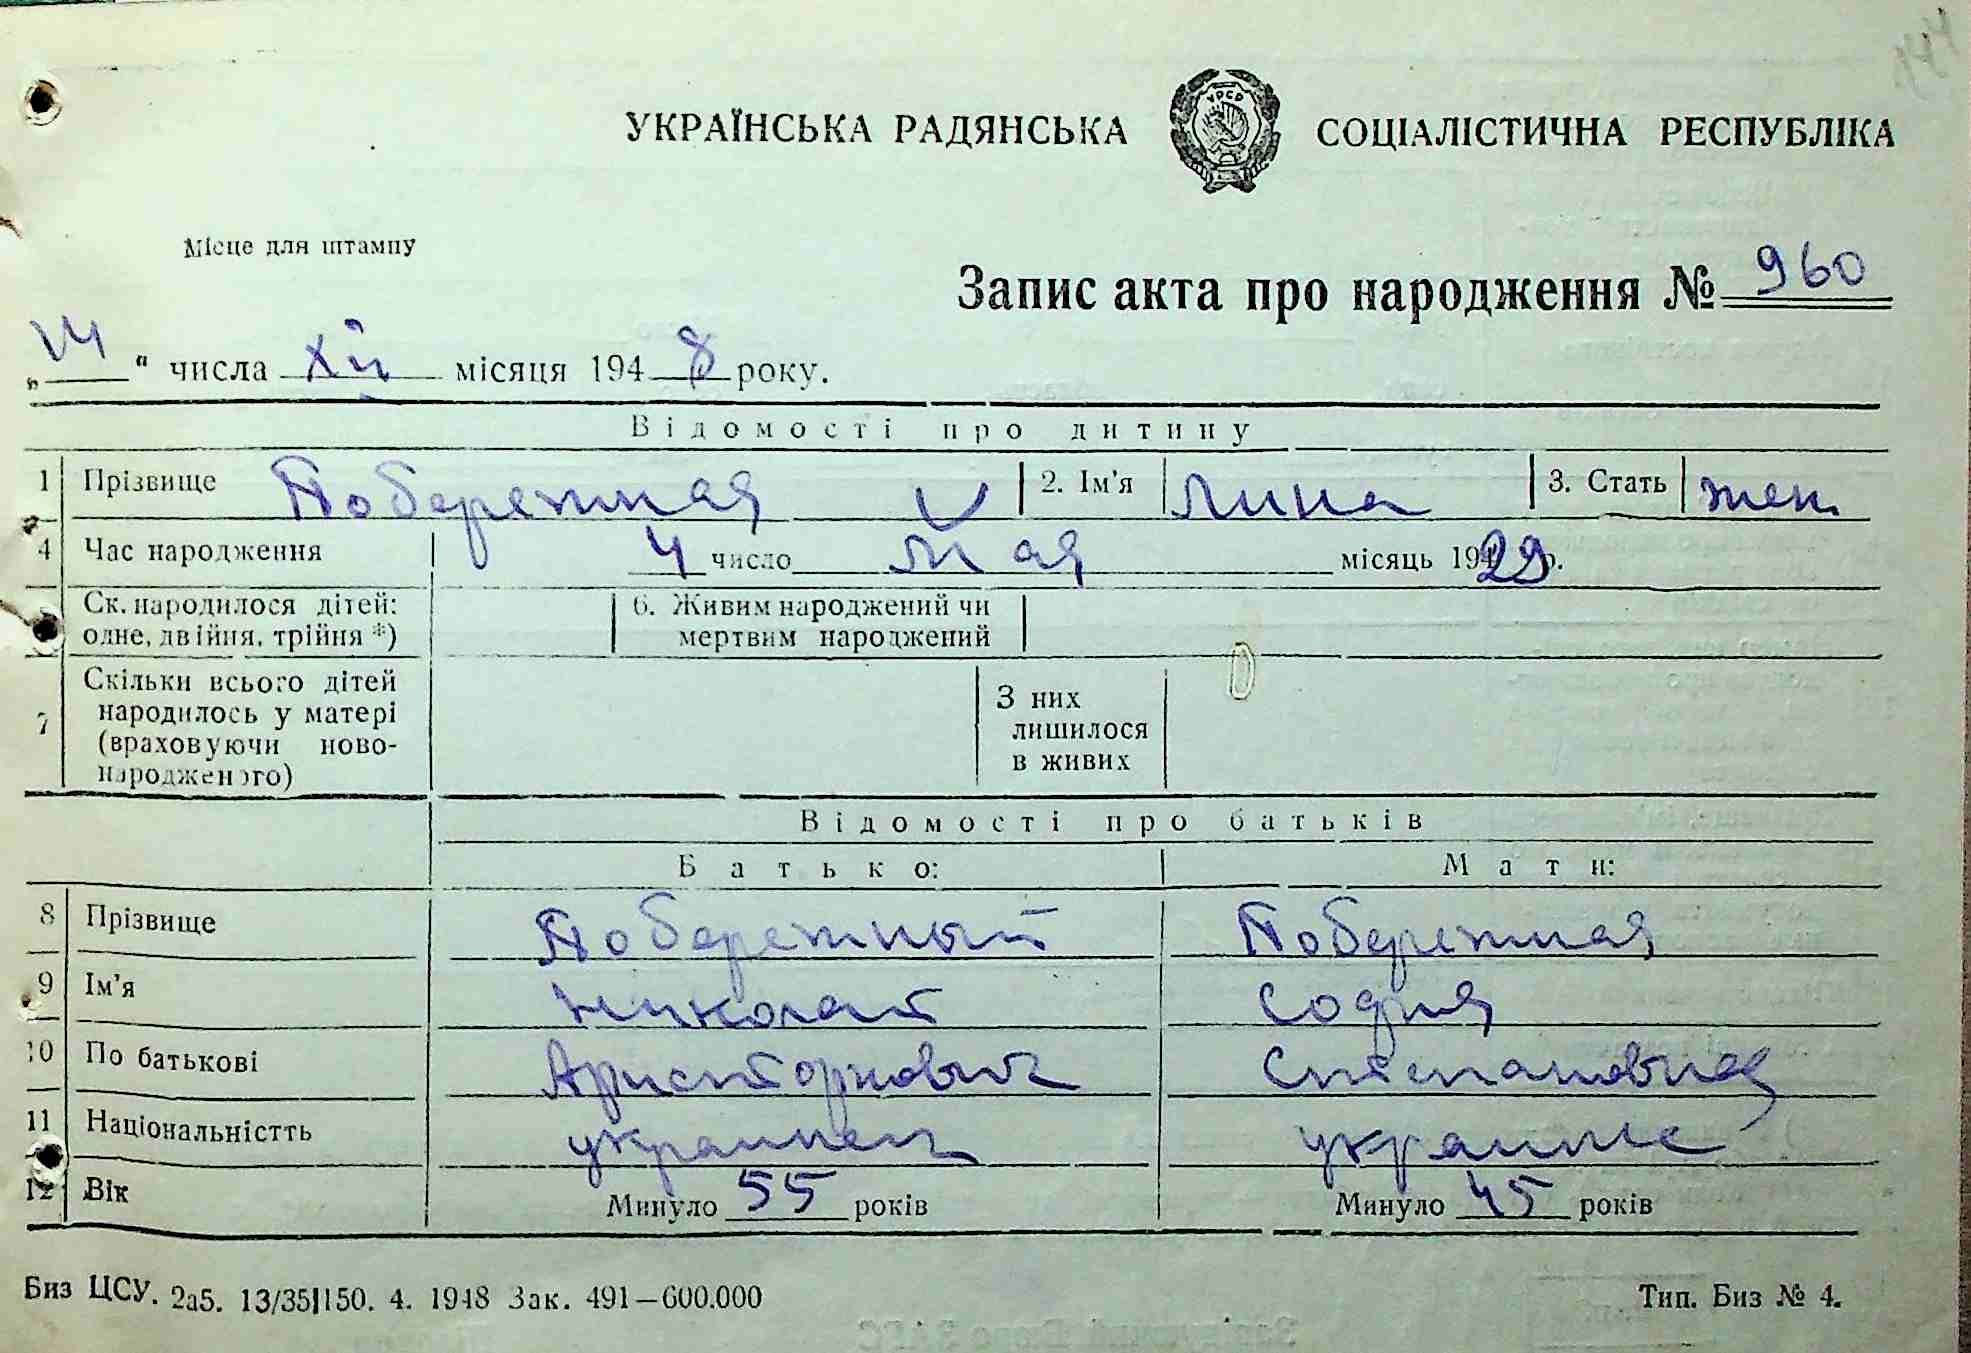 144
УРСР
УКРАЇНСЬКА РАДЯНСЬКА СОЦІАЛІСТИЧНА РЕСПУБЛІКА
Місце для штампу
Запис акта про народження № 960
„14“ числа XII місяця 1948 року.
Відомості про дитину
1 Прізвище Побережная 2. Ім'я Лина 3. Стать жен
4 Час народження 4 число Мая місяць 1929 р.
Ск. народилося дітей: одне, двійня, трійня *) 6. Живим народжений чи мертвим народжений
7 Скільки всього дітей народилось у матері (враховуючи новонародженого) З них лишилося в живих
Відомості про батьків
Батько: Мати:
8 Прізвище Побережный Побережная
9 Ім'я Николай София
10 По батькові Степановна
11 Національністть украинец украинк
12 Вік Минуло 55 років Минуло 45 років
Биз ЦСУ. 2а5. 13/35|150. 4. 1948 Зак. 491—600.000 Тип. Биз № 4.